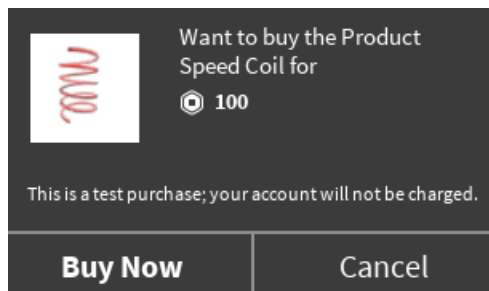 Want to buy the Product
Speed Coil for
100
This is a test purchase; your account will not be charged.
Buy Now
Cancel